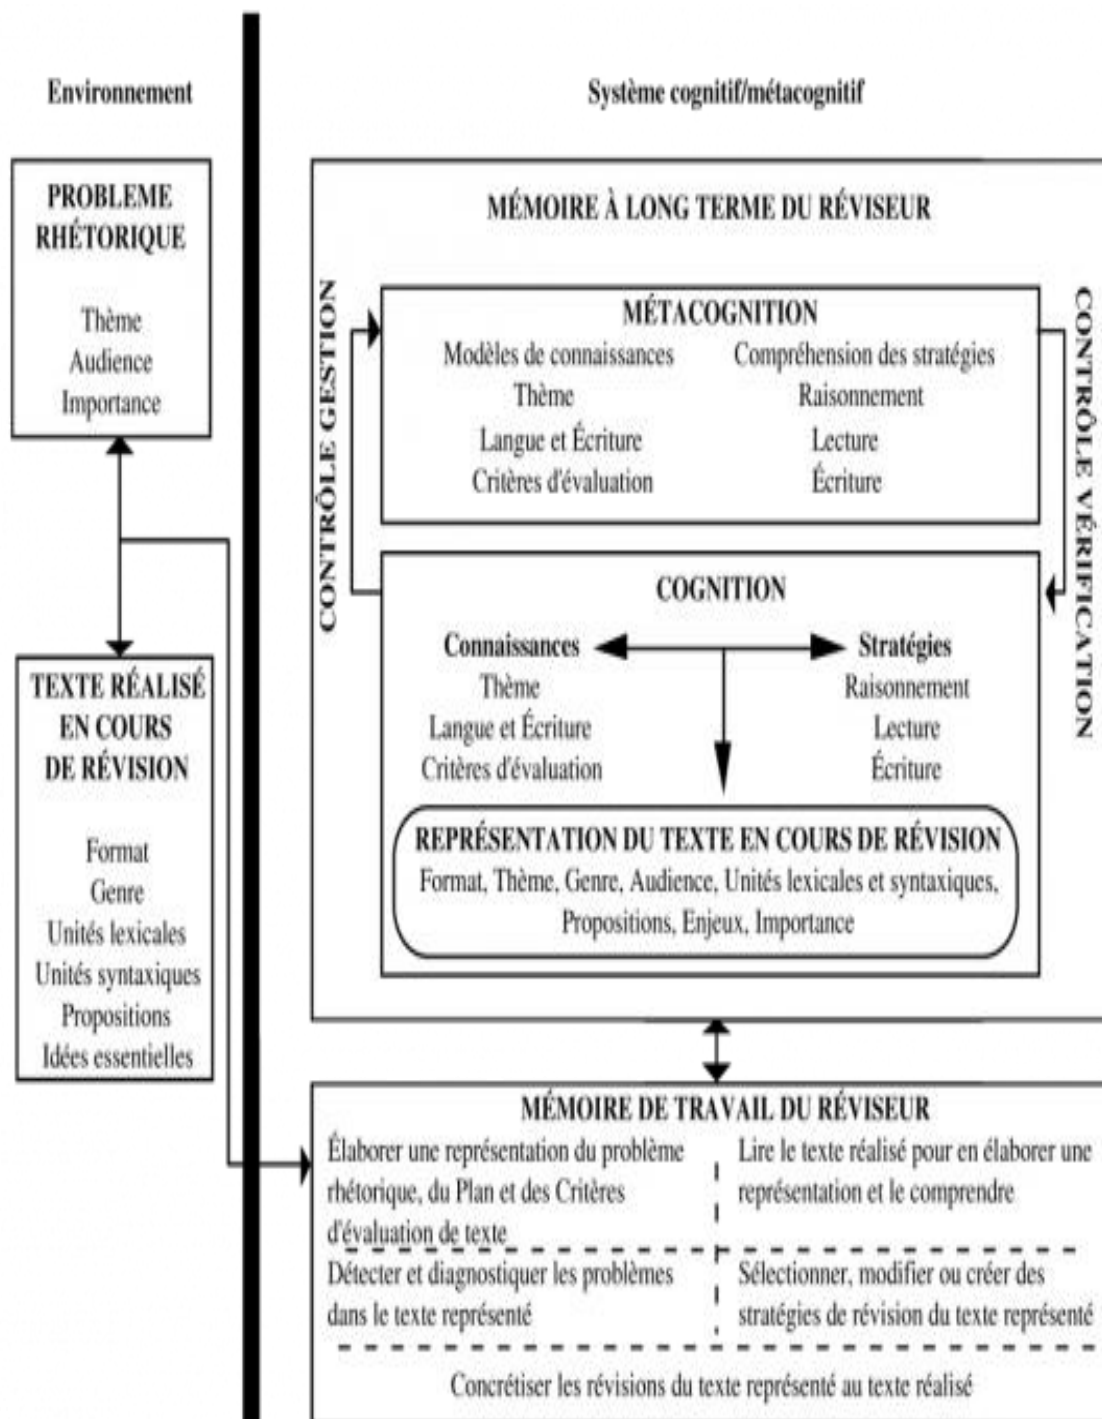 Environnement
Système cognitif/métacognitif
PROBLEME
RHÉTORIQUE
Thème
Audience
Importance
TEXTE RÉALISÉ
EN COURS
DE RÉVISION
Format
Genre
Unités lexicales
Unités syntaxiques
Propositions
Idées essentielles
MÉMOIRE À LONG TERME DU RÉVISEUR
CONTRÔLE GESTION
MÉTACOGNITION
Modèles de connaissances
Thème
Langue et Écriture
Critères d'évaluation
Compréhension des stratégies
Raisonnement
Lecture
Écriture
CONTRÔLE VÉRIFICATION
COGNITION
Connaissances
Thème
Langue et Écriture
Critères d'évaluation
Stratégies
Raisonnement
Lecture
Écriture
REPRÉSENTATION DU TEXTE EN COURS DE RÉVISION
Format, Thème, Genre, Audience, Unités lexicales et syntaxiques,
Propositions, Enjeux, Importance
MÉMOIRE DE TRAVAIL DU RÉVISEUR
Élaborer une représentation du problème
rhétorique, du Plan et des Critères
d'évaluation de texte
Lire le texte réalisé pour en élaborer une
représentation et le comprendre
Détecter et diagnostiquer les problèmes
dans le texte représenté
Sélectionner, modifier ou créer des
stratégies de révision du texte représenté
Concrétiser les révisions du texte représenté au texte réalisé